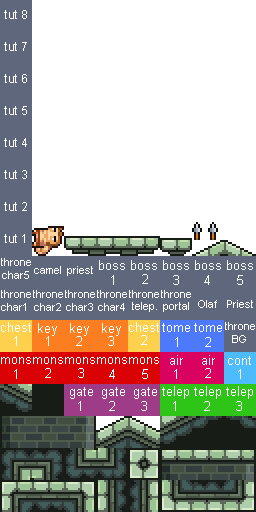 tut 8
tut 7
tut 6
tut 5
tut 4
tut 3
tut 2
tut 1
throne char5 camel priest boss 1 boss 2 boss 3 boss 4 boss 5
throne char1 throne char2 throne char3 throne char4 throne telep. throne portal Olaf Priest
chest 1 key 1 key 2 key 3 chest 2 tome 1 tome 2 throne BG
mons 1 mons 2 mons 3 mons 4 mons 5 air 1 air 2 cont 1
gate 1 gate 2 gate 3 telep 1 telep 2 telep 3